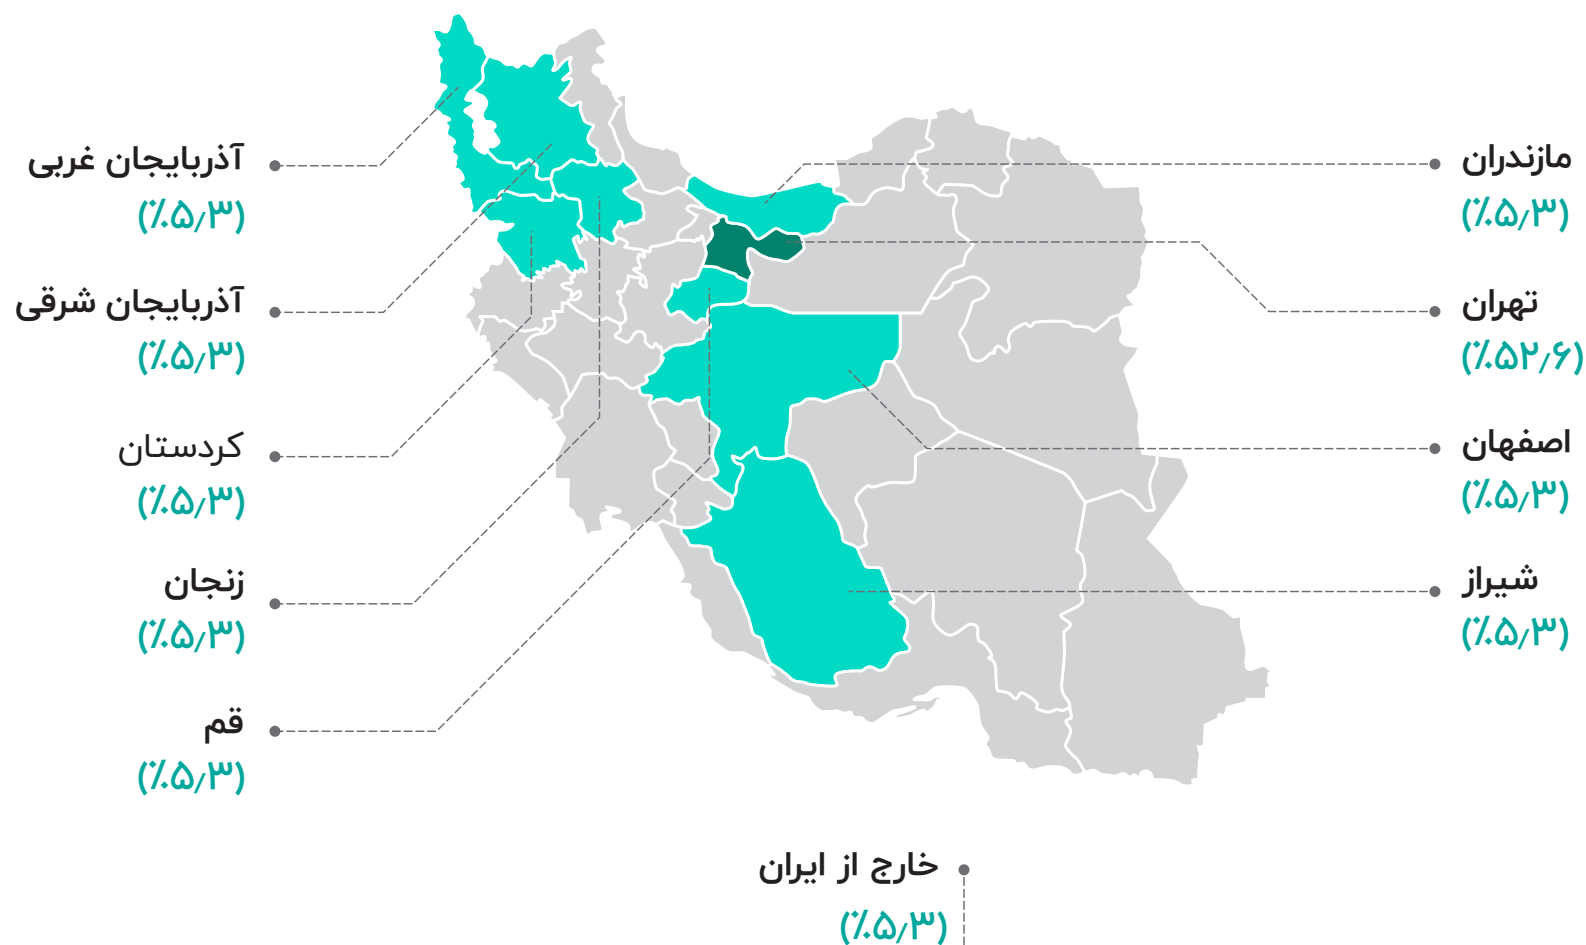 مازندران
(٪۵٫۳)
تهران
(٪۵۲٫۶)
اصفهان
(٪۵٫۳)
شیراز
(٪۵٫۳)
آذربایجان غربی
(٪۵٫۳)
آذربایجان شرقی
(٪۵٫۳)
کردستان
(٪۵٫۳)
زنجان
(٪۵٫۳)
قم
(٪۵٫۳)
خارج از ایران
(٪۵٫۳)